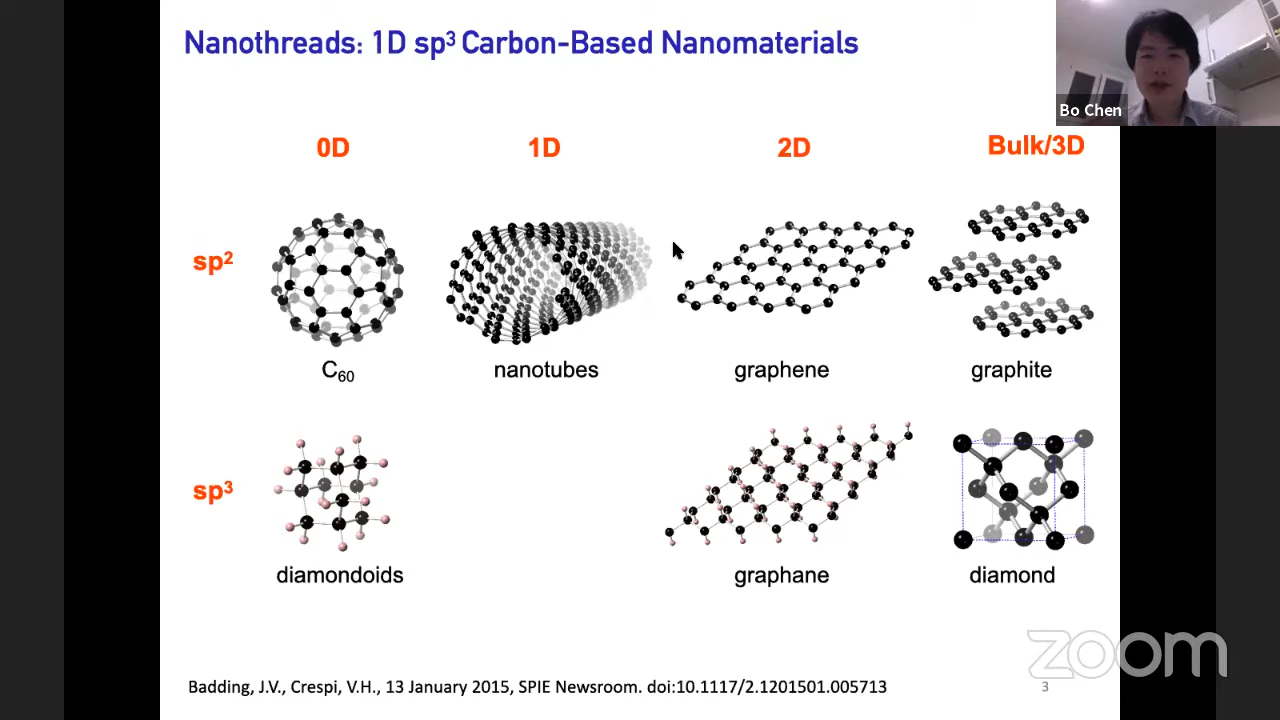 Nanothreads: 1D sp³ Carbon-Based Nanomaterials
Bo Chen
0D 1D 2D Bulk/3D
sp²
C₆₀ nanotubes graphene graphite
sp³
diamondoids graphane diamond
zoom
Badding, J.V., Crespi, V.H., 13 January 2015, SPIE Newsroom. doi:10.1117/2.1201501.005713
3